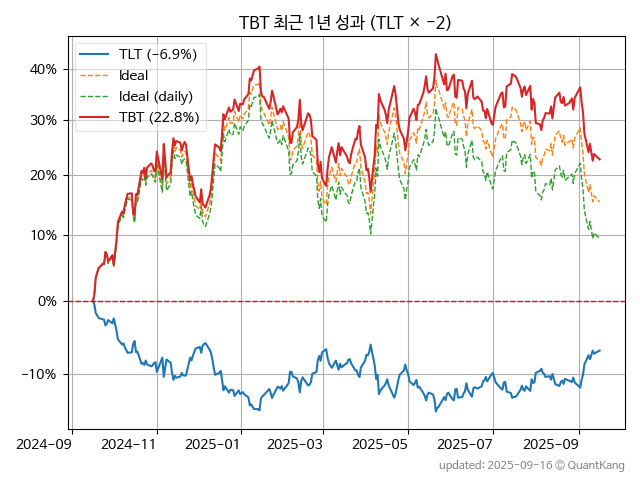 TBT 최근 1년 성과 (TLT × −2)
TLT (−6.9%)
Ideal
Ideal (daily)
TBT (22.8%)
40%
30%
20%
10%
0%
−10%
2024−09
2024−11
2025−01
2025−03
2025−05
2025−07
2025−09
updated: 2025−09−16 © QuantKang